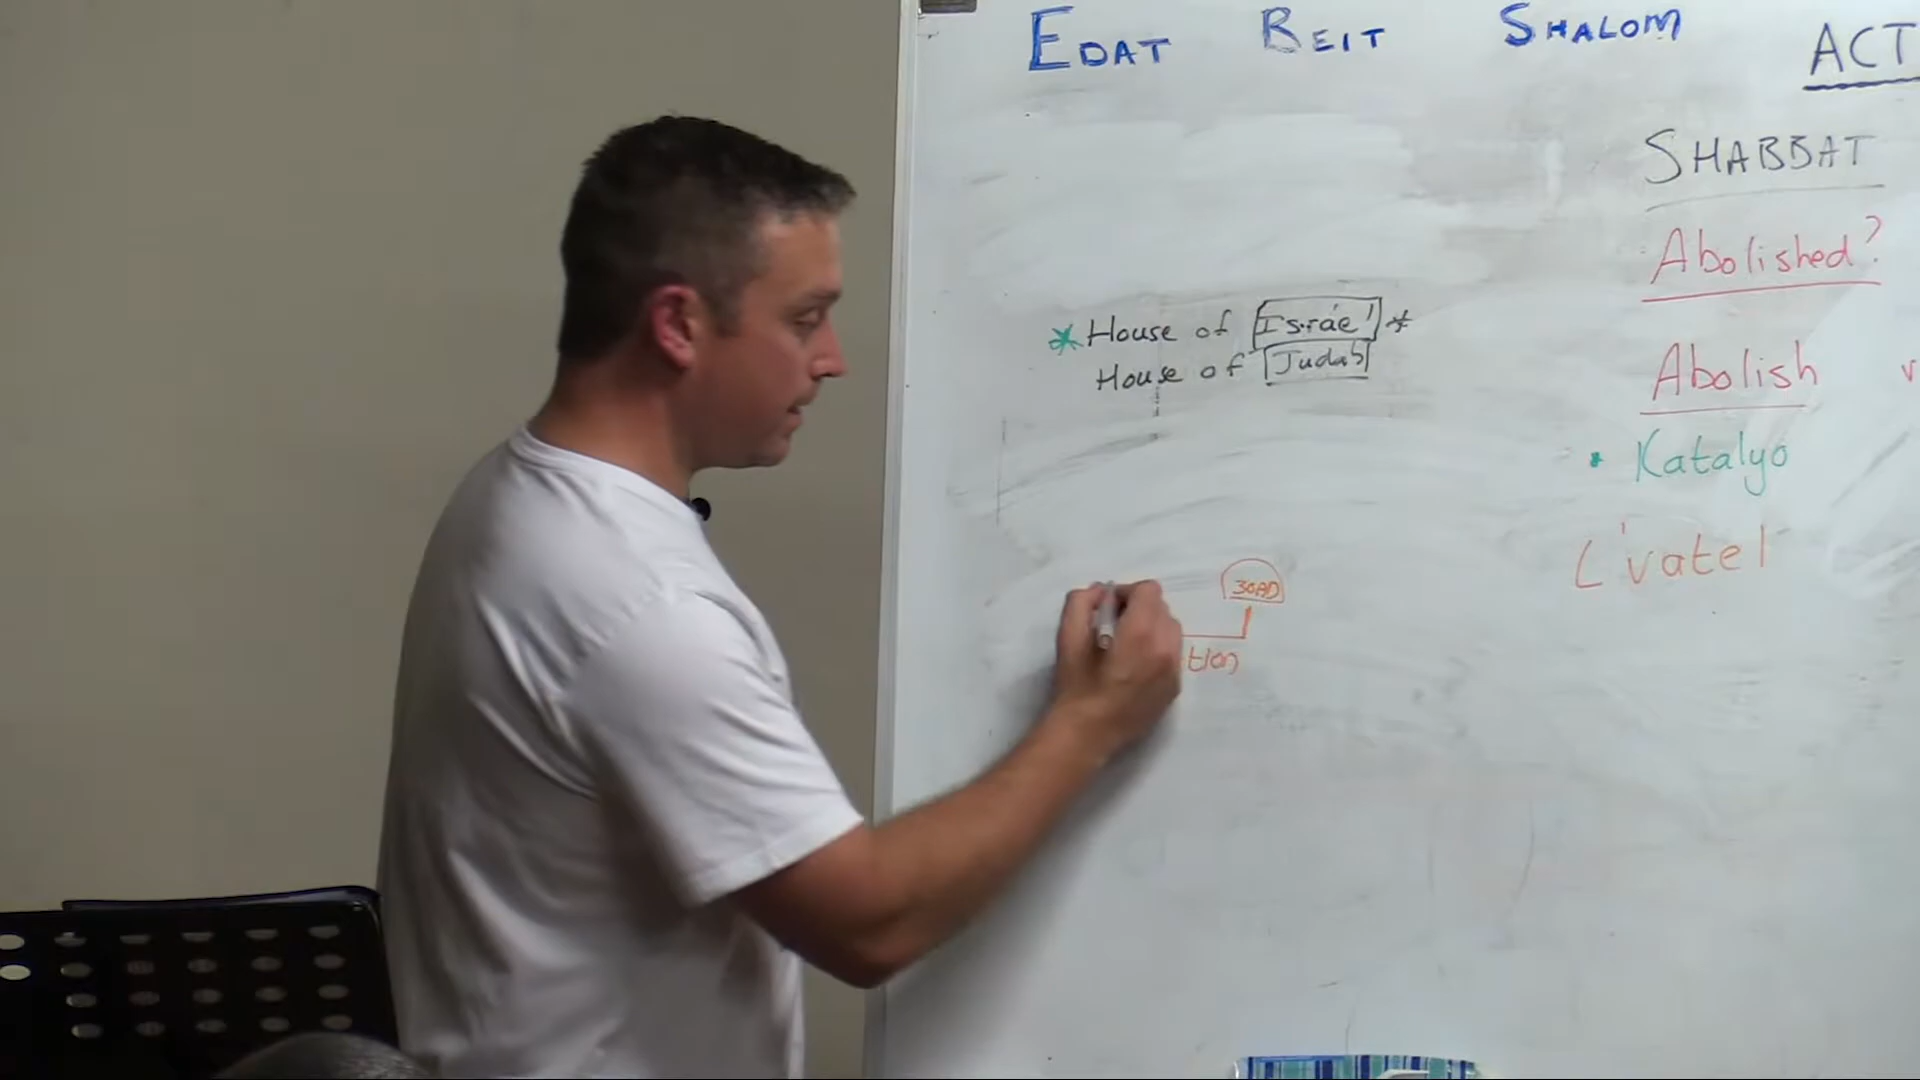 EDAT BEIT SHALOM
ACT
SHABBAT
Abolished?
* House of Israel *
House of Judah
Abolish
• Katalyo
L'vatel
30AD
tion